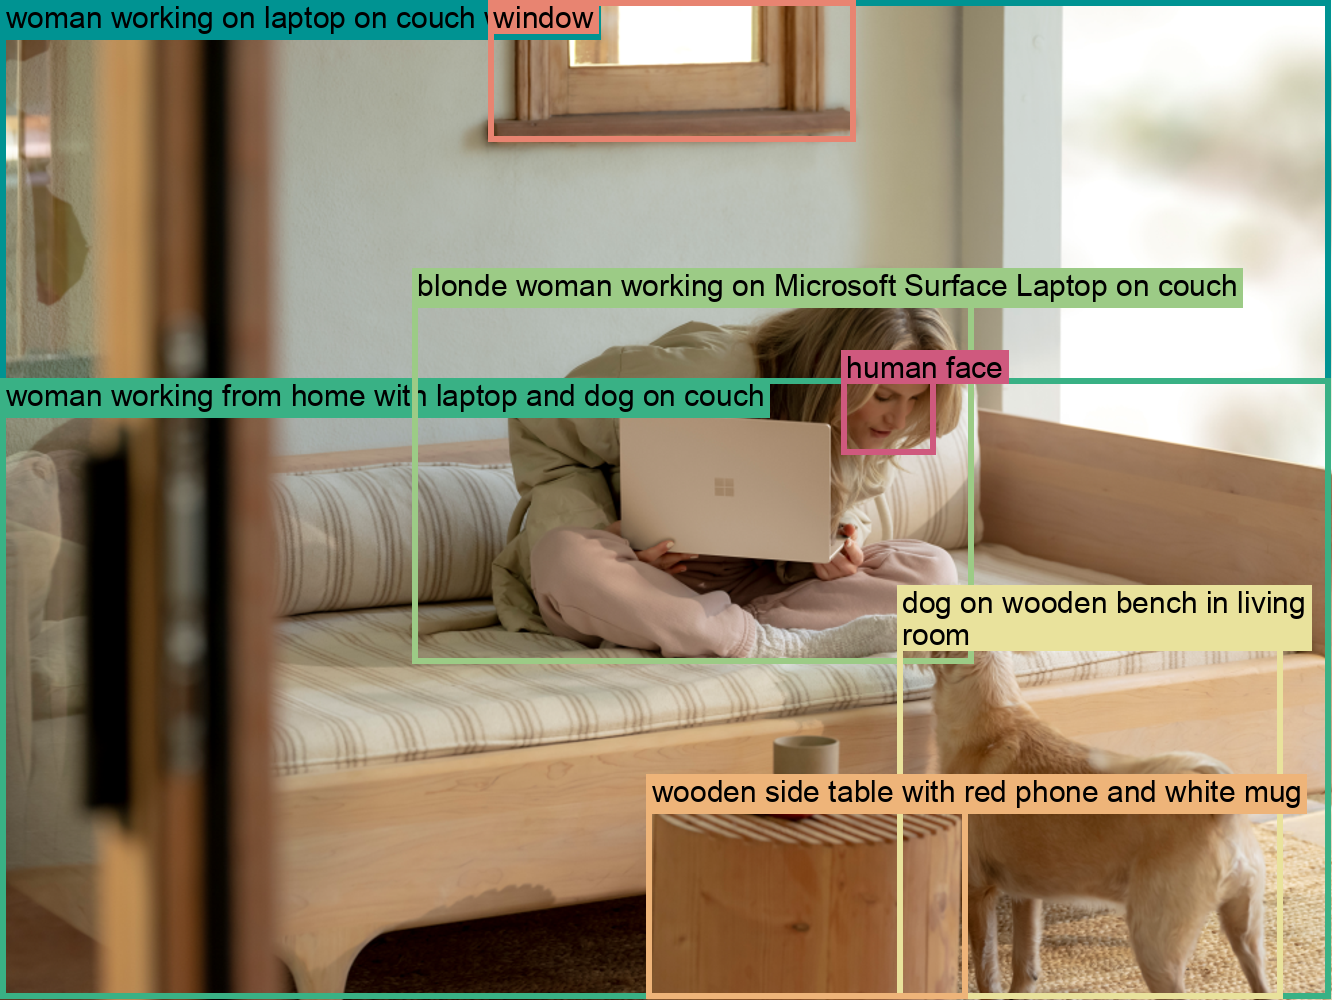 woman working on laptop on couch w
window
blonde woman working on Microsoft Surface Laptop on couch
human face
woman working from home with laptop and dog on couch
dog on wooden bench in living
room
wooden side table with red phone and white mug